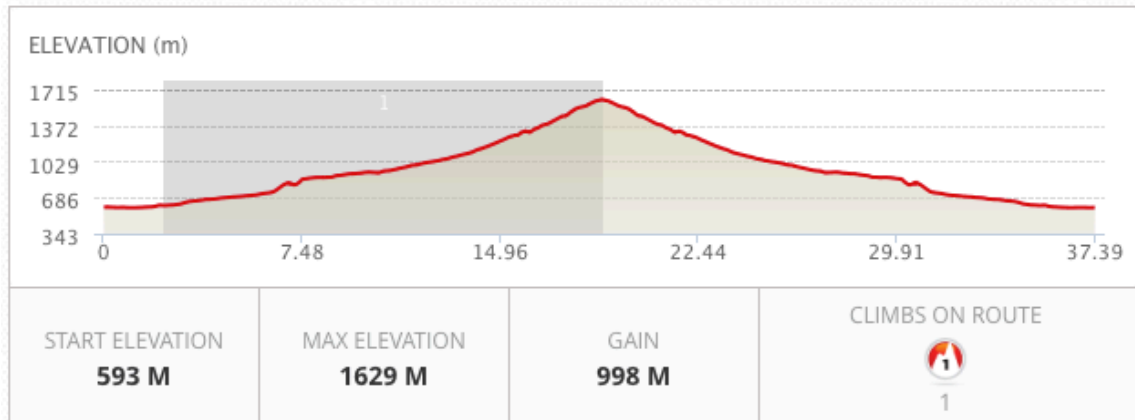 ELEVATION (m)
1715
1
1372
1029
686
343
0 7.48 14.96 22.44 29.91 37.39
START ELEVATION MAX ELEVATION GAIN CLIMBS ON ROUTE
593 M 1629 M 998 M 1
1